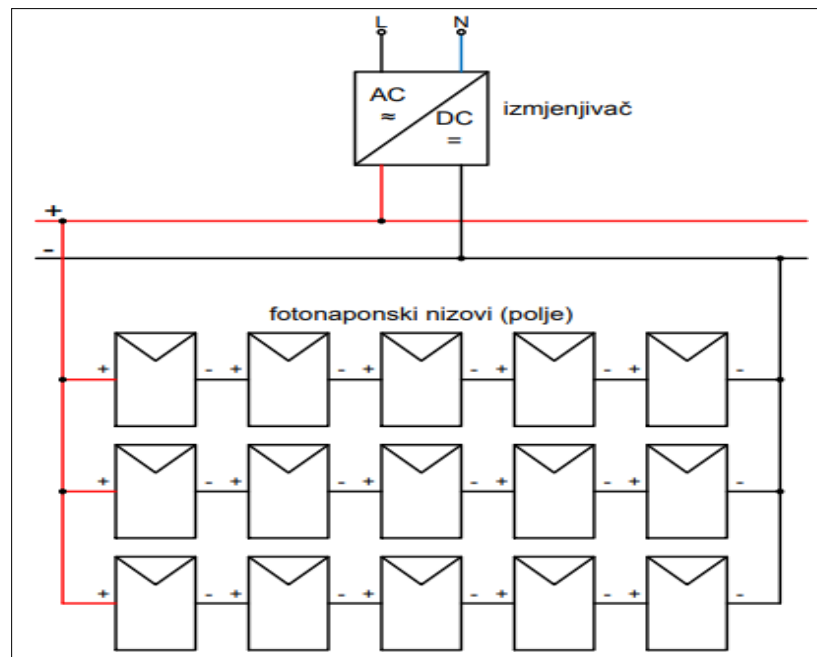 L N
AC
≈
DC
=
izmjenjivač
+
-
fotonaponski nizovi (polje)
+ - + - + - + - + -
+ - + - + - + - + -
+ - + - + - + - + -